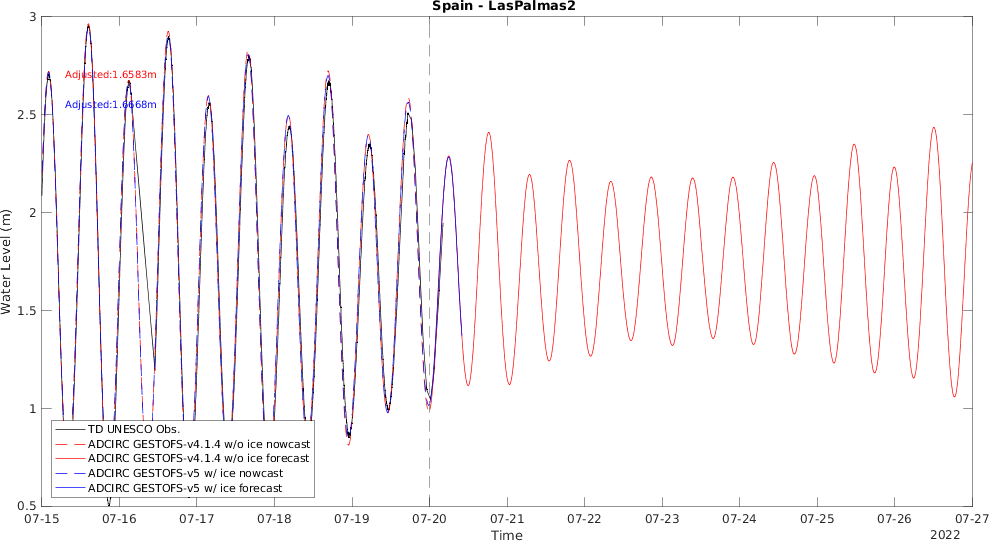 Spain - LasPalmas2
3
2.5
2
1.5
1
0.5
Water Level (m)
Adjusted:1.6583m
Adjusted:1.6668m
TD UNESCO Obs.
ADCIRC GESTOFS-v4.1.4 w/o ice nowcast
ADCIRC GESTOFS-v4.1.4 w/o ice forecast
ADCIRC GESTOFS-v5 w/ ice nowcast
ADCIRC GESTOFS-v5 w/ ice forecast
07-15 07-16 07-17 07-18 07-19 07-20 07-21 07-22 07-23 07-24 07-25 07-26 07-27
Time
2022